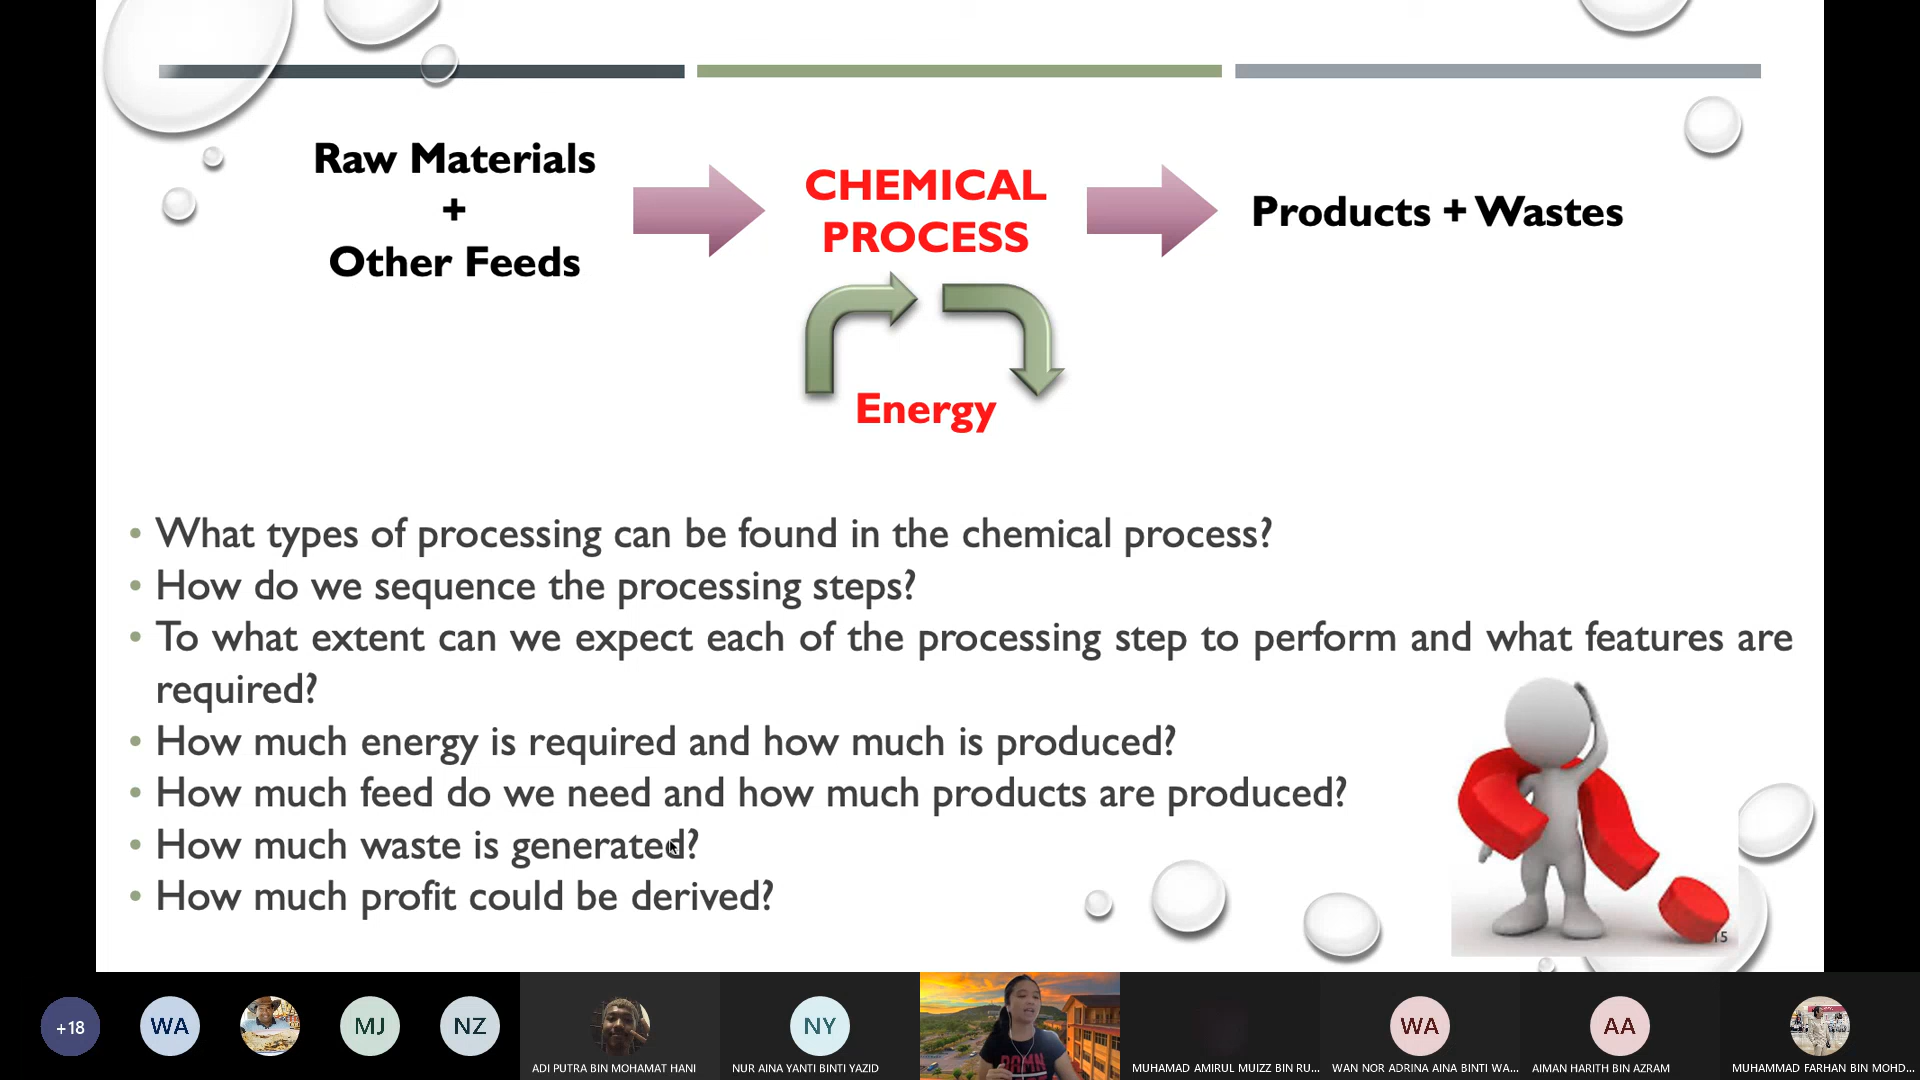 Raw Materials
+
Other Feeds
CHEMICAL
PROCESS
Products + Wastes
Energy
• What types of processing can be found in the chemical process?
• How do we sequence the processing steps?
• To what extent can we expect each of the processing step to perform and what features are
required?
• How much energy is required and how much is produced?
• How much feed do we need and how much products are produced?
• How much waste is generated?
• How much profit could be derived?
15
+18
WA
MJ
NZ
ADI PUTRA BIN MOHAMAT HANI
NY
NUR AINA YANTI BINTI YAZID
MUHAMAD AMIRUL MUIZZ BIN RU...
WA
WAN NOR ADRINA AINA BINTI WA...
AA
AIMAN HARITH BIN AZRAM
MUHAMMAD FARHAN BIN MOHD...